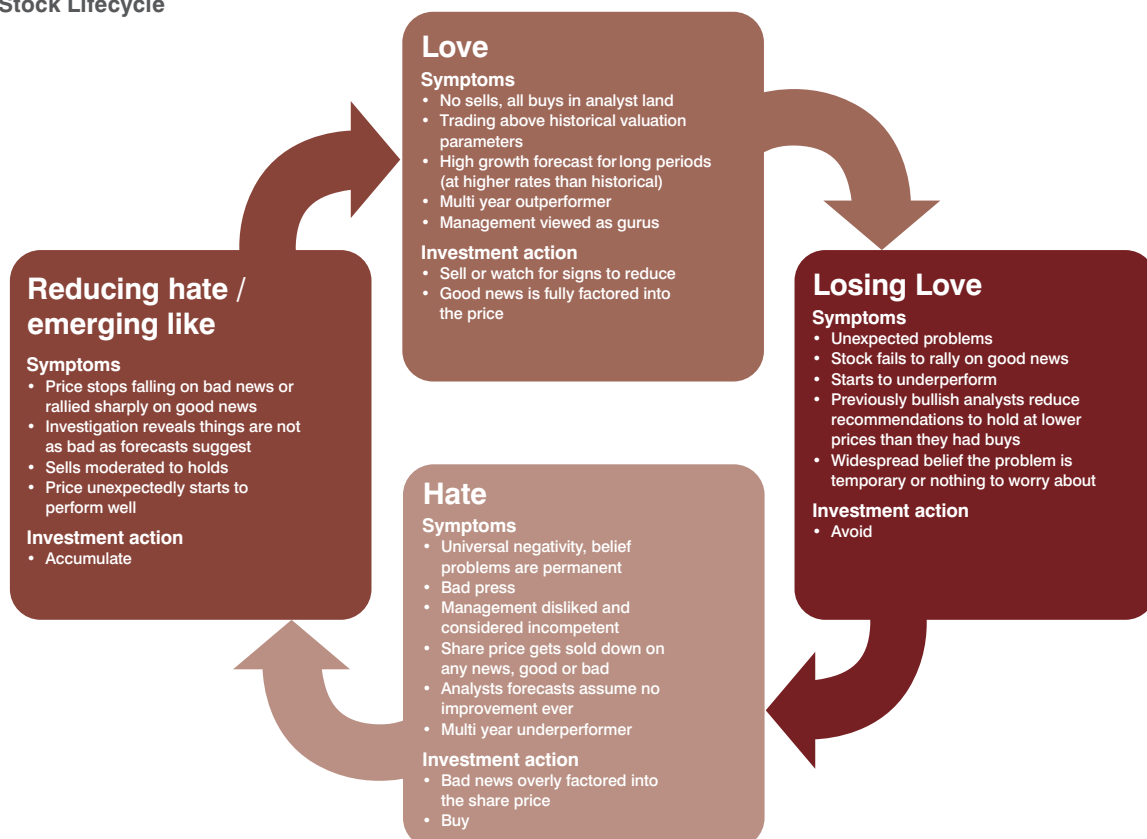 Stock Lifecycle
Love
Symptoms
• No sells, all buys in analyst land
• Trading above historical valuation
parameters
• High growth forecast for long periods
(at higher rates than historical)
• Multi year outperformer
• Management viewed as gurus
Investment action
• Sell or watch for signs to reduce
• Good news is fully factored into
the price
Losing Love
Symptoms
• Unexpected problems
• Stock fails to rally on good news
• Starts to underperform
• Previously bullish analysts reduce
recommendations to hold at lower
prices than they had buys
• Widespread belief the problem is
temporary or nothing to worry about
Investment action
• Avoid
Hate
Symptoms
• Universal negativity, belief
problems are permanent
• Bad press
• Management disliked and
considered incompetent
• Share price gets sold down on
any news, good or bad
• Analysts forecasts assume no
improvement ever
• Multi year underperformer
Investment action
• Bad news overly factored into
the share price
• Buy
Reducing hate /
emerging like
Symptoms
• Price stops falling on bad news or
rallied sharply on good news
• Investigation reveals things are not
as bad as forecasts suggest
• Sells moderated to holds
• Price unexpectedly starts to
perform well
Investment action
• Accumulate